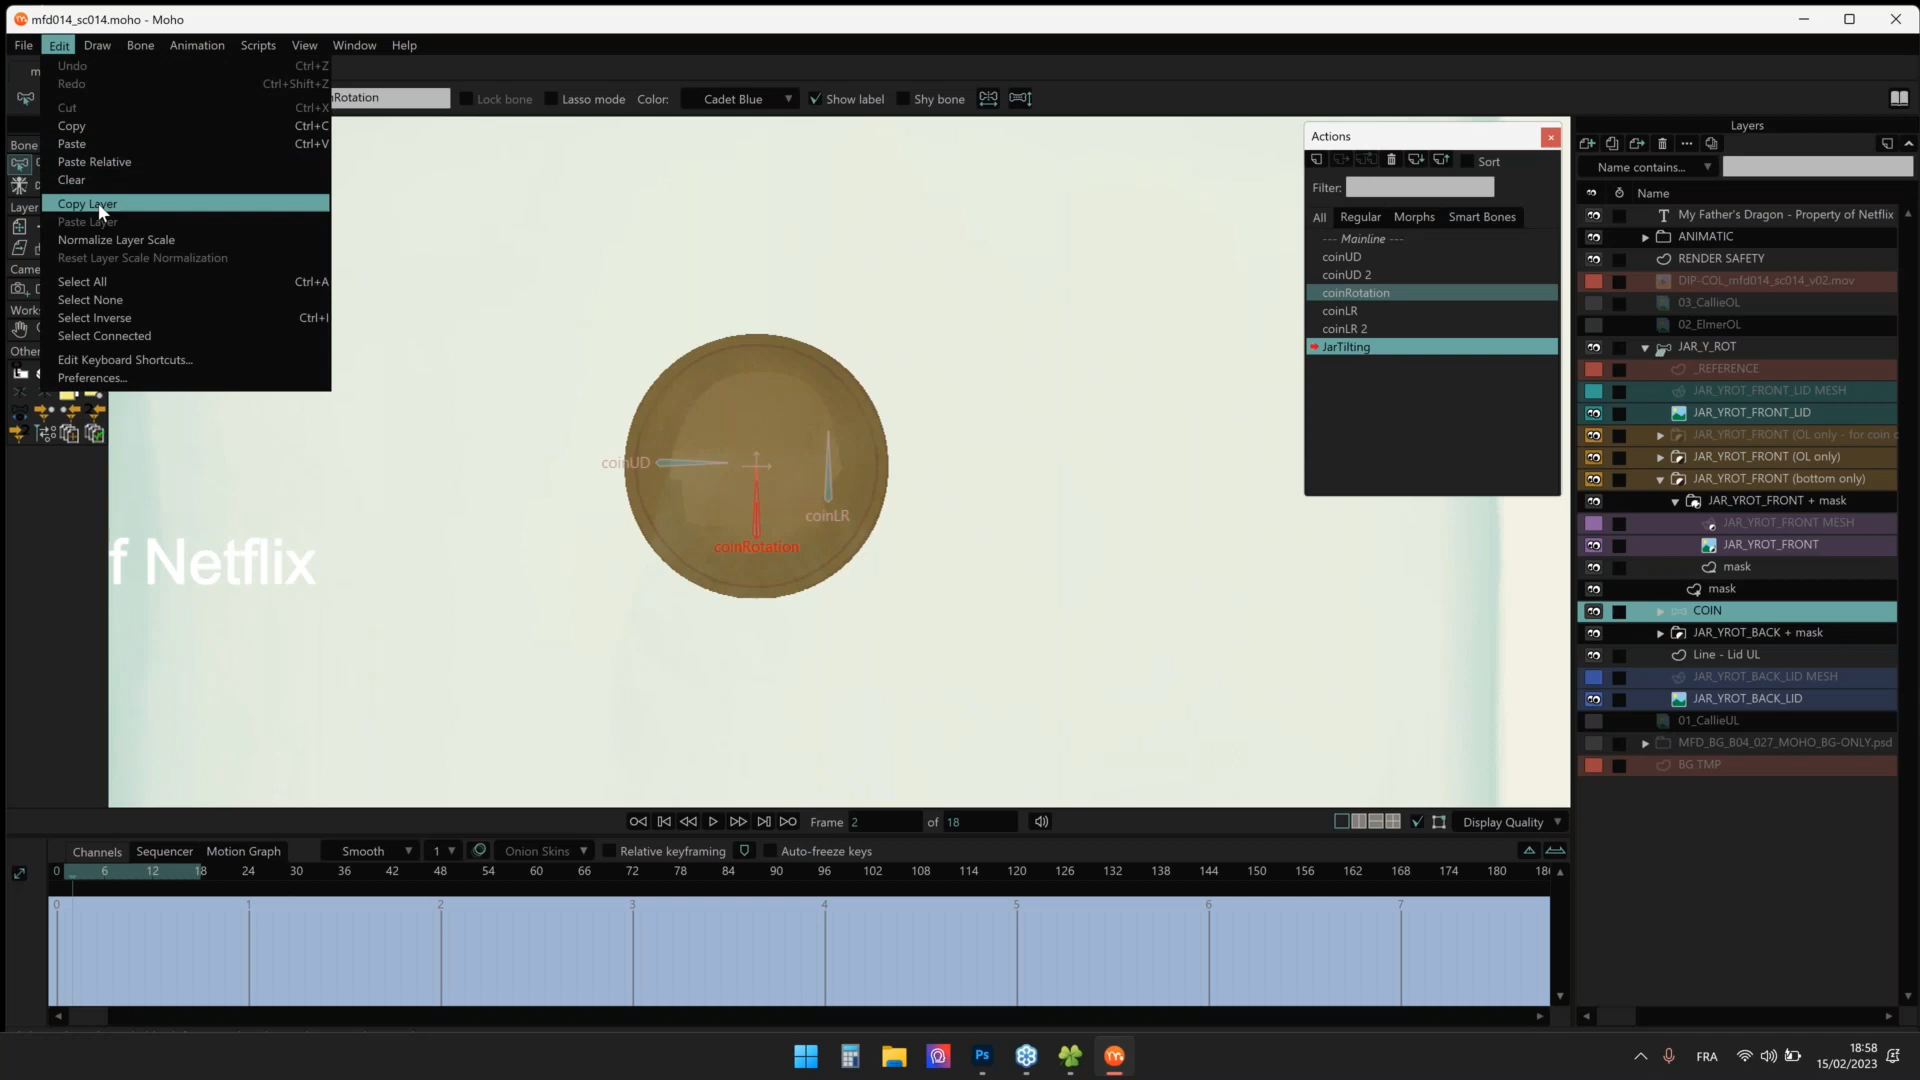 mfd014_sc014.moho - Moho
File Edit Draw Bone Animation Scripts View Window Help
Undo Ctrl+Z
Redo Ctrl+Shift+Z
Cut Ctrl+X
Copy Ctrl+C
Paste Ctrl+V
Paste Relative
Clear
Copy Layer
Paste Layer
Normalize Layer Scale
Reset Layer Scale Normalization
Select All Ctrl+A
Select None
Select Inverse Ctrl+I
Select Connected
Edit Keyboard Shortcuts...
Preferences...
Rotation Lock bone Lasso mode Color: Cadet Blue Show label Shy bone
Bone
Layer
Came
Works
Other
coinUD
coinLR
coinRotation
f Netflix
Actions
Sort
Filter:
All Regular Morphs Smart Bones
--- Mainline ---
coinUD
coinUD 2
coinRotation
coinLR
coinLR 2
JarTilting
Layers
Name contains...
Name
My Father's Dragon - Property of Netflix
ANIMATIC
RENDER SAFETY
DIP-COL_mfd014_sc014_v02.mov
03_CallieOL
02_ElmerOL
JAR_Y_ROT
_REFERENCE
JAR_YROT_FRONT_LID MESH
JAR_YROT_FRONT_LID
JAR_YROT_FRONT (OL only - for coin c
JAR_YROT_FRONT (OL only)
JAR_YROT_FRONT (bottom only)
JAR_YROT_FRONT + mask
JAR_YROT_FRONT MESH
JAR_YROT_FRONT
mask
mask
COIN
JAR_YROT_BACK + mask
Line - Lid UL
JAR_YROT_BACK_LID MESH
JAR_YROT_BACK_LID
01_CallieUL
MFD_BG_B04_027_MOHO_BG-ONLY.psd
BG TMP
Frame 2 of 18 Display Quality
Channels Sequencer Motion Graph Smooth 1 Onion Skins Relative keyframing Auto-freeze keys
0 6 12 18 24 30 36 42 48 54 60 66 72 78 84 90 96 102 108 114 120 126 132 138 144 150 156 162 168 174 180 18
0 1 2 3 4 5 6 7
Ps
FRA
18:58
15/02/2023